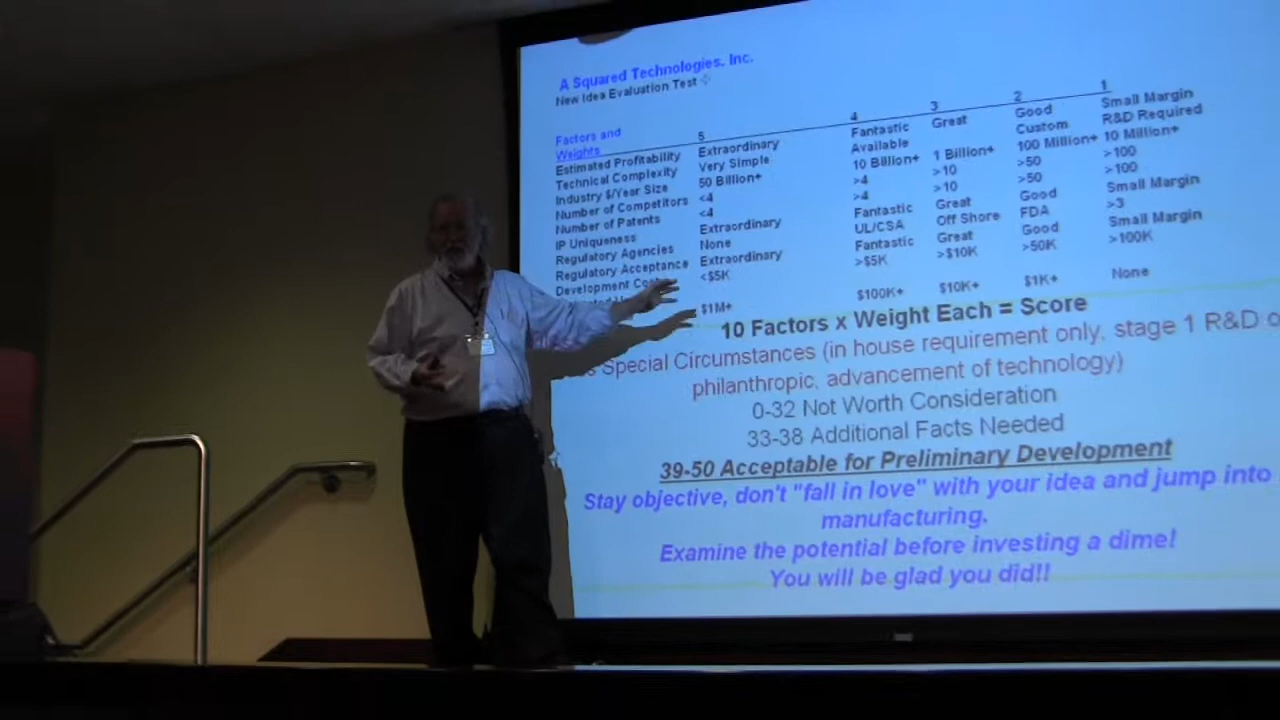 A Squared Technologies, Inc.
New Idea Evaluation Test
Factors and Weights 5 4 3 2 1
Estimated Profitability Extraordinary Fantastic Great Good Small Margin
Technical Complexity Very Simple Available Custom R&D Required
Industry $/Year Size 50 Billion+ 10 Billion+ 1 Billion+ 100 Million+ 10 Million+
Number of Competitors <4 >4 >10 >50 >100
Number of Patents <4 >4 >10 >50 >100
IP Uniqueness Extraordinary Fantastic Great Good Small Margin
Regulatory Agencies None UL/CSA Off Shore FDA >3
Regulatory Acceptance Extraordinary Fantastic Great Good Small Margin
Development Cost <$5K >$5K >$10K >50K >100K
$1M+ $100K+ $10K+ $1K+ None
10 Factors x Weight Each = Score
Special Circumstances (in house requirement only, stage 1 R&D
philanthropic, advancement of technology)
0-32 Not Worth Consideration
33-38 Additional Facts Needed
39-50 Acceptable for Preliminary Development
Stay objective, don't "fall in love" with your idea and jump into
manufacturing.
Examine the potential before investing a dime!
You will be glad you did!!